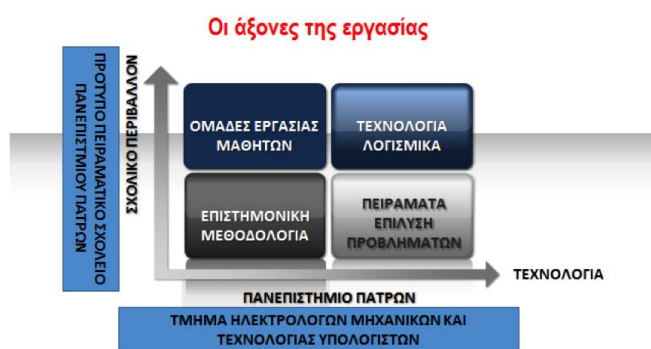 Οι άξονες της εργασίας
ΠΡΟΤΥΠΟ ΠΕΙΡΑΜΑΤΙΚΟ ΣΧΟΛΕΙΟ
ΠΑΝΕΠΙΣΤΜΙΟΥ ΠΑΤΡΩΝ
ΣΧΟΛΙΚΟ ΠΕΡΙΒΑΛΛΟΝ
ΟΜΑΔΕΣ ΕΡΓΑΣΙΑΣ
ΜΑΘΗΤΩΝ
ΤΕΧΝΟΛΟΓΙΑ
ΛΟΓΙΣΜΙΚΑ
ΕΠΙΣΤΗΜΟΝΙΚΗ
ΜΕΘΟΔΟΛΟΓΙΑ
ΠΕΙΡΑΜΑΤΑ
ΕΠΙΛΥΣΗ
ΠΡΟΒΛΗΜΑΤΩΝ
ΤΕΧΝΟΛΟΓΙΑ
ΠΑΝΕΠΙΣΤΗΜΙΟ ΠΑΤΡΩΝ
ΤΜΗΜΑ ΗΛΕΚΤΡΟΛΟΓΩΝ ΜΗΧΑΝΙΚΩΝ ΚΑΙ
ΤΕΧΝΟΛΟΓΙΑΣ ΥΠΟΛΟΓΙΣΤΩΝ